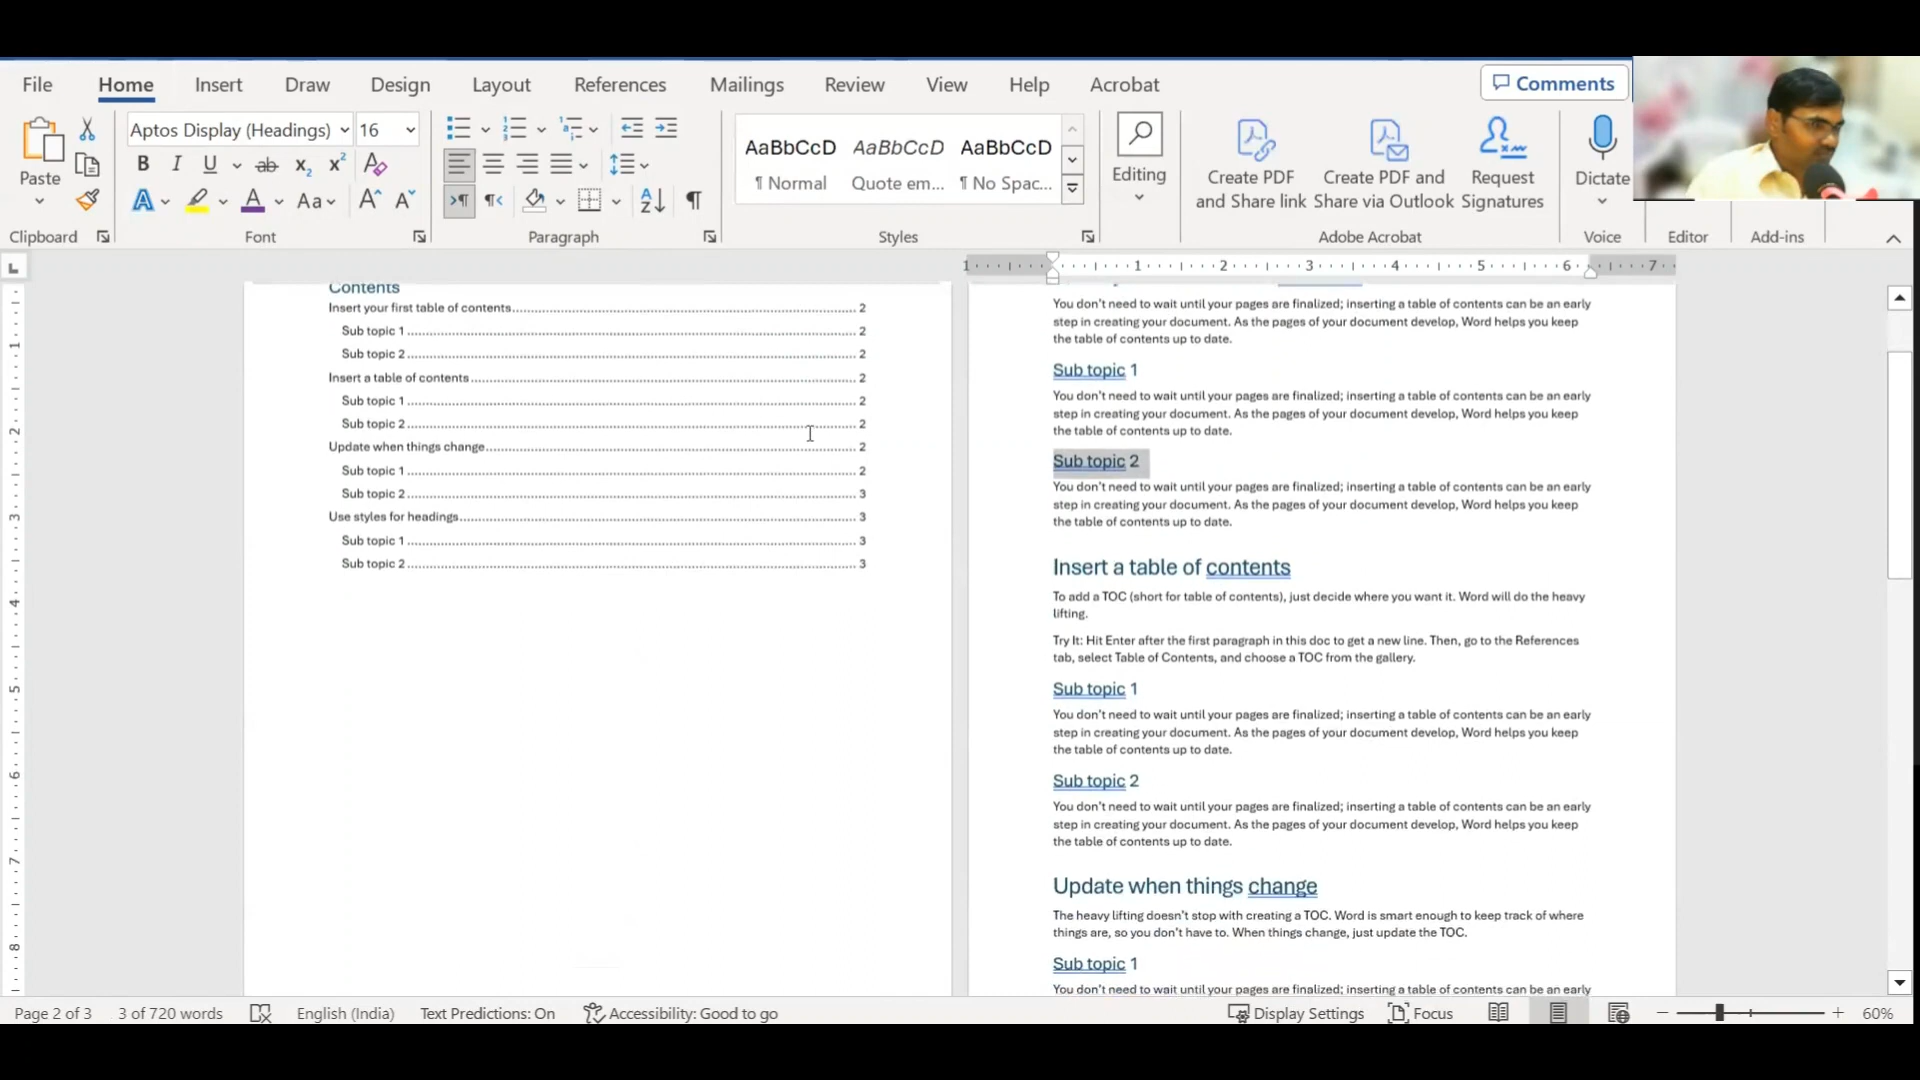 File Home Insert Draw Design Layout References Mailings Review View Help Acrobat Comments
Aptos Display (Headings) 16
AaBbCcD AaBbCcD AaBbCcD
¶ Normal Quote em... ¶ No Spac...
Paste
Editing
Create PDF and Share link
Create PDF and Share via Outlook
Request Signatures
Dictate
Clipboard Font Paragraph Styles Adobe Acrobat Voice Editor Add-ins
1 1 2 3 4 5 6 7
Contents
Insert your first table of contents 2
Sub topic 1 2
Sub topic 2 2
Insert a table of contents 2
Sub topic 1 2
Sub topic 2 2
Update when things change 2
Sub topic 1 2
Sub topic 2 3
Use styles for headings 3
Sub topic 1 3
Sub topic 2 3
You don't need to wait until your pages are finalized; inserting a table of contents can be an early
step in creating your document. As the pages of your document develop, Word helps you keep
the table of contents up to date.
Sub topic 1
You don't need to wait until your pages are finalized; inserting a table of contents can be an early
step in creating your document. As the pages of your document develop, Word helps you keep
the table of contents up to date.
Sub topic 2
You don't need to wait until your pages are finalized; inserting a table of contents can be an early
step in creating your document. As the pages of your document develop, Word helps you keep
the table of contents up to date.
Insert a table of contents
To add a TOC (short for table of contents), just decide where you want it. Word will do the heavy
lifting.
Try It: Hit Enter after the first paragraph in this doc to get a new line. Then, go to the References
tab, select Table of Contents, and choose a TOC from the gallery.
Sub topic 1
You don't need to wait until your pages are finalized; inserting a table of contents can be an early
step in creating your document. As the pages of your document develop, Word helps you keep
the table of contents up to date.
Sub topic 2
You don't need to wait until your pages are finalized; inserting a table of contents can be an early
step in creating your document. As the pages of your document develop, Word helps you keep
the table of contents up to date.
Update when things change
The heavy lifting doesn't stop with creating a TOC. Word is smart enough to keep track of where
things are, so you don't have to. When things change, just update the TOC.
Sub topic 1
You don't need to wait until your pages are finalized; inserting a table of contents can be an early
1
2
3
4
5
6
7
8
Page 2 of 3 3 of 720 words English (India) Text Predictions: On Accessibility: Good to go Display Settings Focus 60%